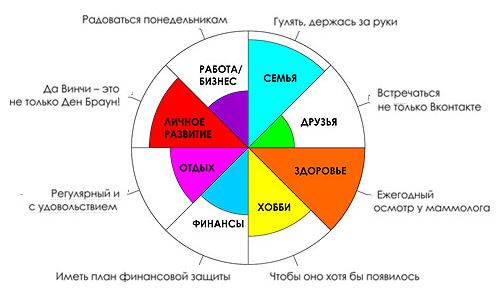 Радоваться понедельникам
Гулять, держась за руки
РАБОТА/
БИЗНЕС
СЕМЬЯ
Да Винчи – это
не только Ден Браун!
Встречаться
не только Вконтакте
ЛИЧНОЕ
РАЗВИТИЕ
ДРУЗЬЯ
ОТДЫХ
ЗДОРОВЬЕ
Регулярный и
с удовольствием
Ежегодный
осмотр у маммолога
ФИНАНСЫ
ХОББИ
Иметь план финансовой защиты
Чтобы оно хотя бы появилось